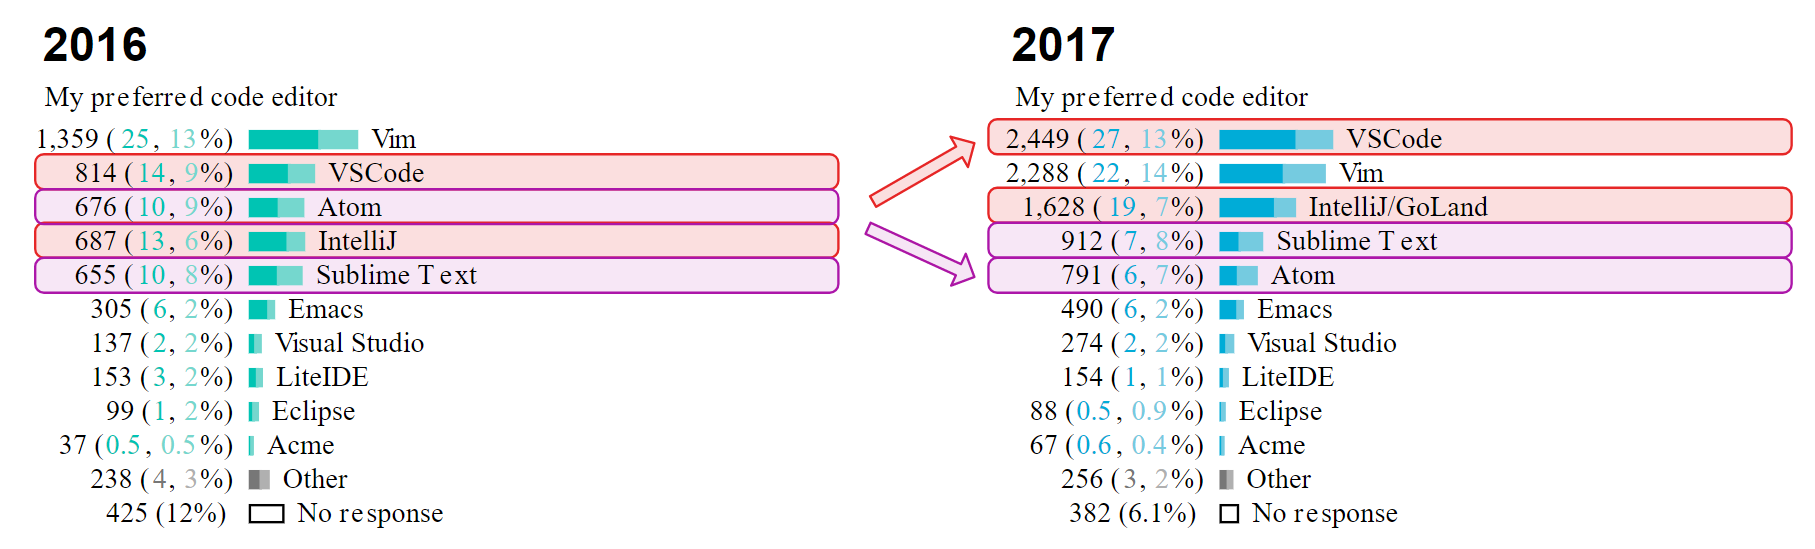 2016
My preferred code editor
1,359 (25, 13%) Vim
814 (14, 9%) VSCode
676 (10, 9%) Atom
687 (13, 6%) IntelliJ
655 (10, 8%) Sublime Text
305 (6, 2%) Emacs
137 (2, 2%) Visual Studio
153 (3, 2%) LiteIDE
99 (1, 2%) Eclipse
37 (0.5, 0.5%) Acme
238 (4, 3%) Other
425 (12%) No response
2017
My preferred code editor
2,449 (27, 13%) VSCode
2,288 (22, 14%) Vim
1,628 (19, 7%) IntelliJ/GoLand
912 (7, 8%) Sublime Text
791 (6, 7%) Atom
490 (6, 2%) Emacs
274 (2, 2%) Visual Studio
154 (1, 1%) LiteIDE
88 (0.5, 0.9%) Eclipse
67 (0.6, 0.4%) Acme
256 (3, 2%) Other
382 (6.1%) No response